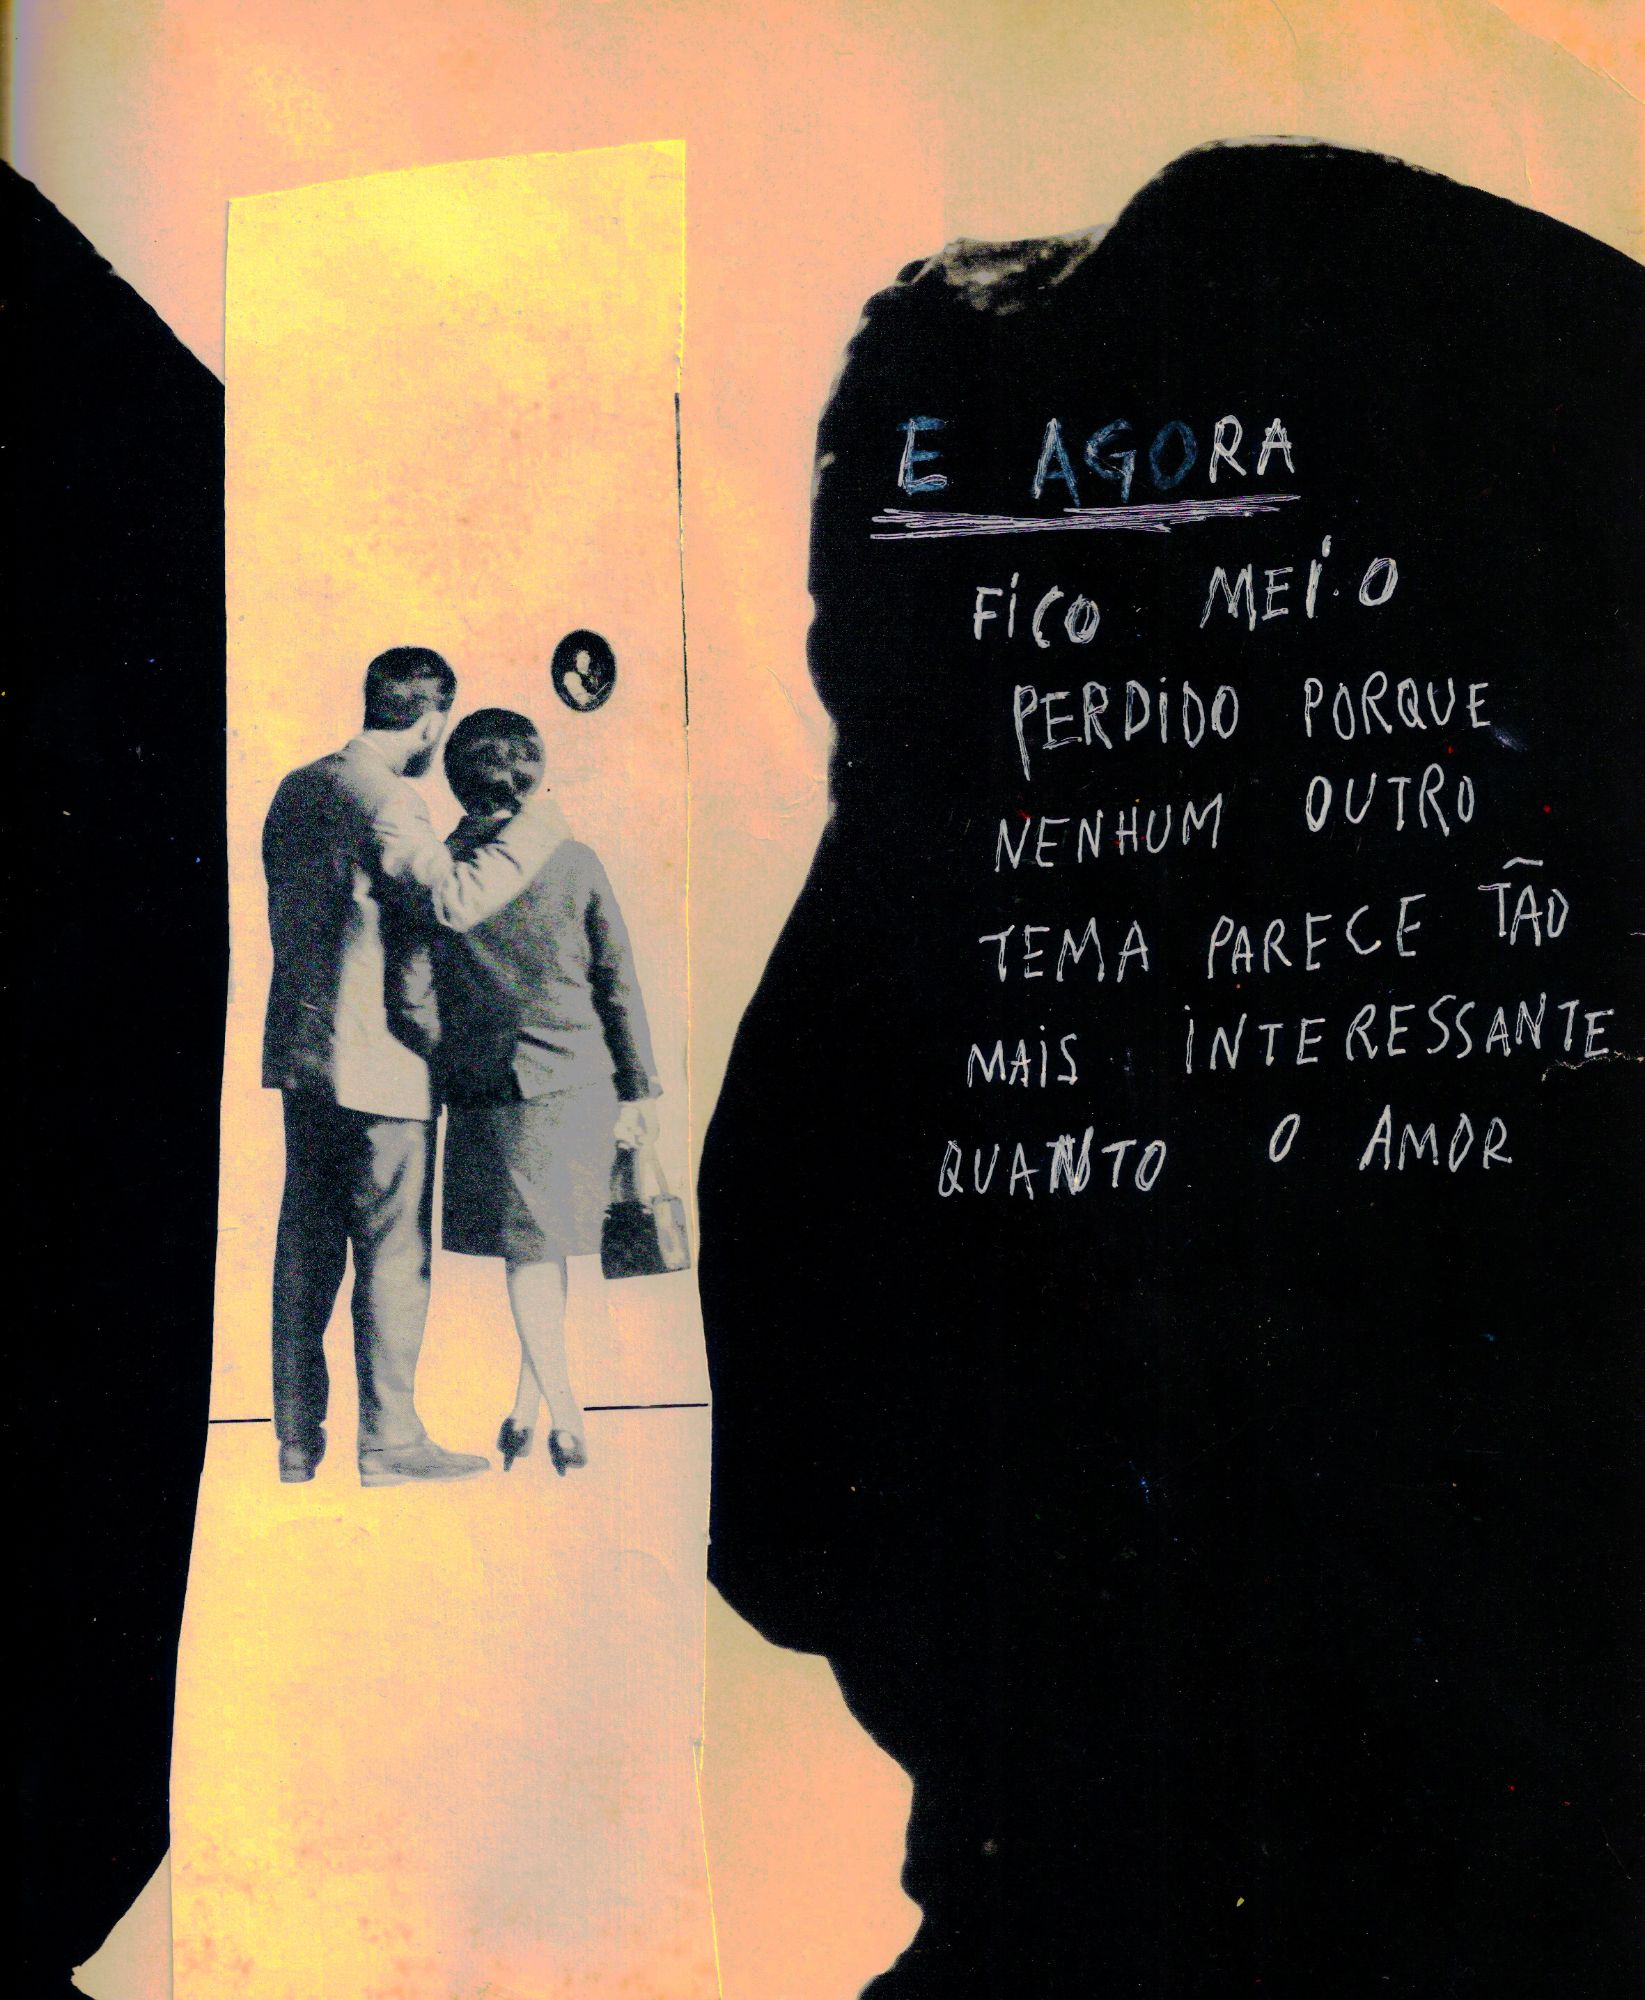 E AGORA
FICO MEIO
PERDIDO PORQUE
NENHUM OUTRO
TEMA PARECE TÃO
MAIS INTERESSANTE
QUANTO O AMOR